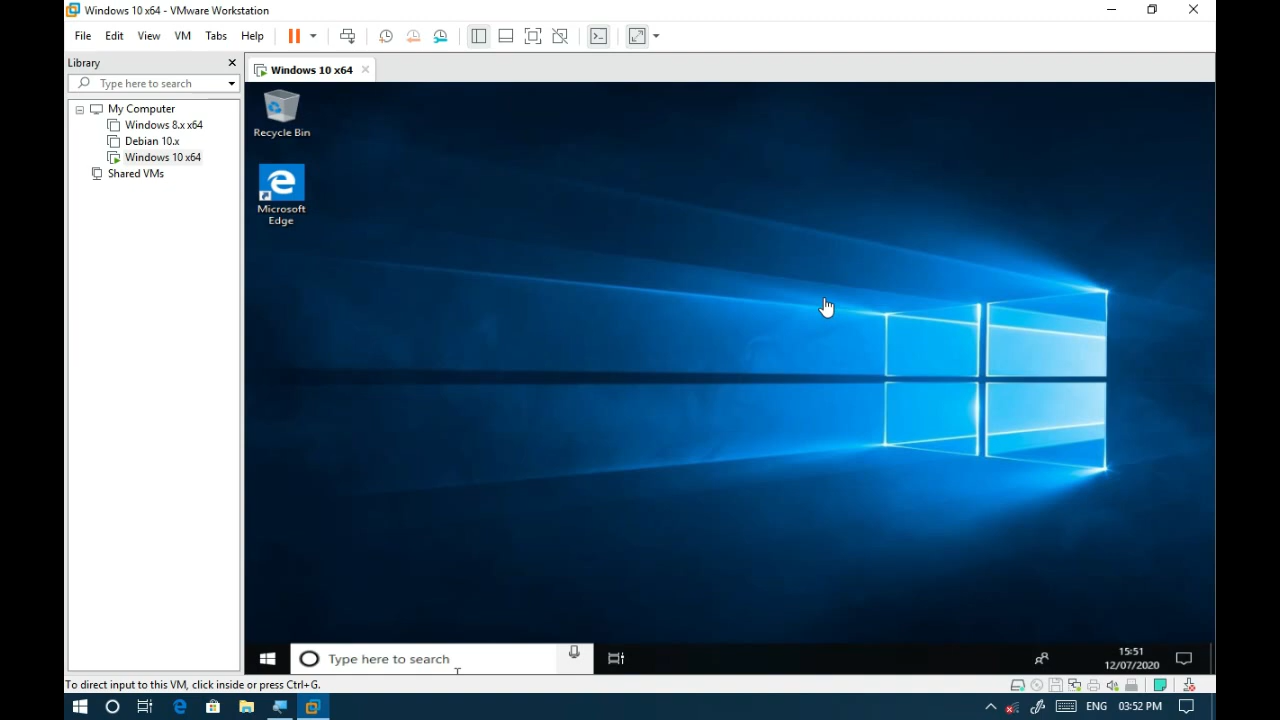 Windows 10 x64 - VMware Workstation
File Edit View VM Tabs Help
Library
Type here to search
My Computer
Windows 8.x x64
Debian 10.x
Windows 10 x64
Shared VMs
Windows 10 x64
Recycle Bin
Microsoft
Edge
Type here to search
15:51
12/07/2020
To direct input to this VM, click inside or press Ctrl+G.
ENG 03:52 PM